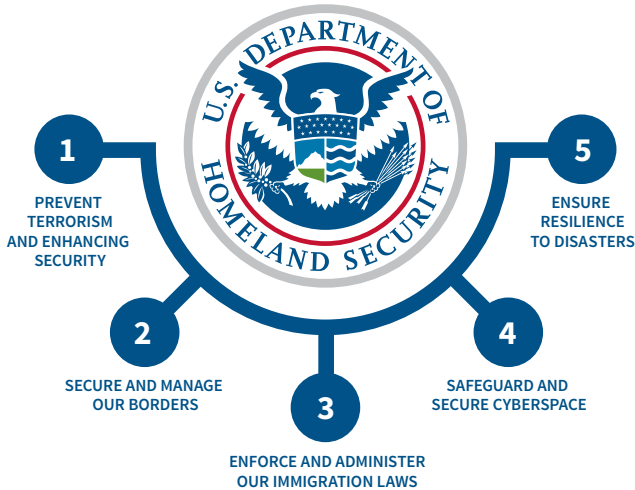 U.S. DEPARTMENT OF
HOMELAND SECURITY
1
PREVENT
TERRORISM
AND ENHANCING
SECURITY
2
SECURE AND MANAGE
OUR BORDERS
3
ENFORCE AND ADMINISTER
OUR IMMIGRATION LAWS
4
SAFEGUARD AND
SECURE CYBERSPACE
5
ENSURE
RESILIENCE
TO DISASTERS